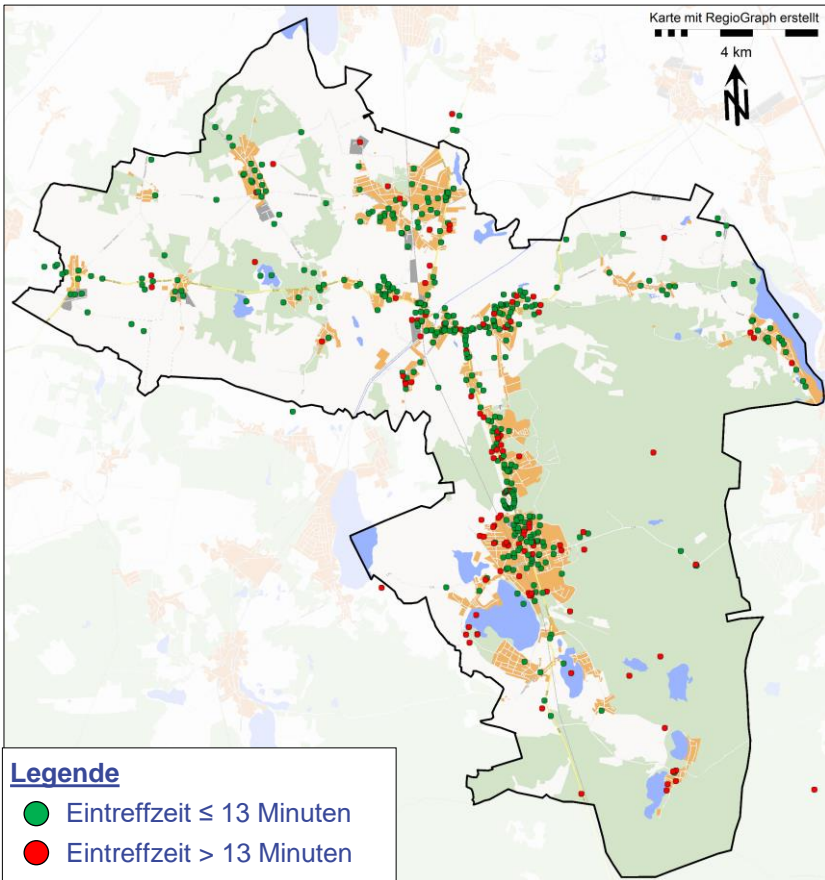 Karte mit RegioGraph erstellt
4 km
N
Legende
Eintreffzeit ≤ 13 Minuten
Eintreffzeit > 13 Minuten